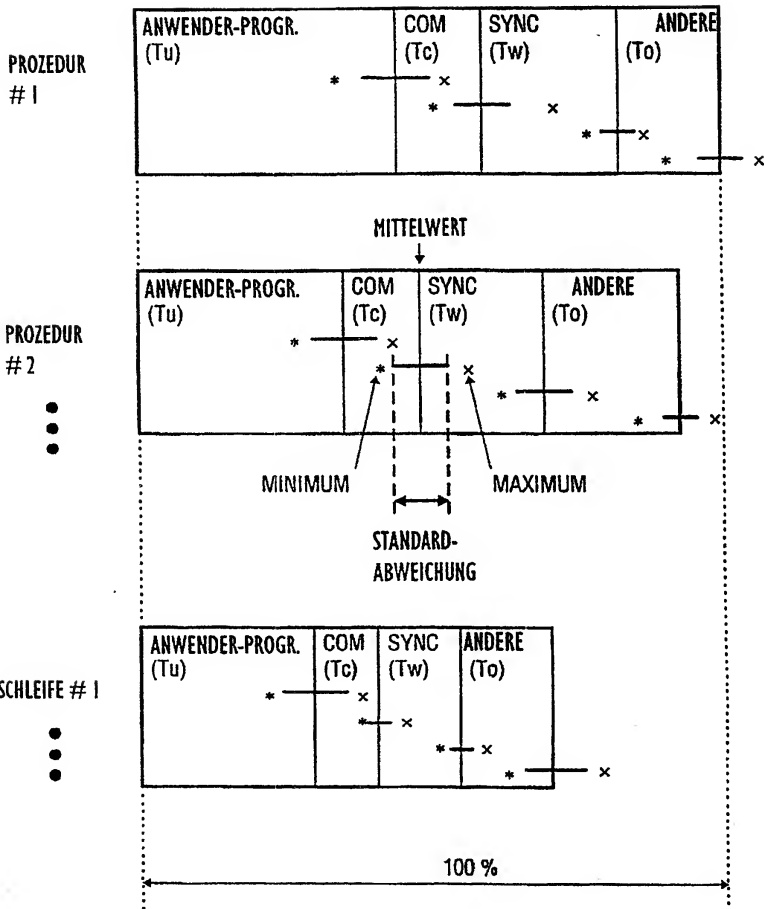 PROZEDUR
#1
ANWENDER-PROGR.
(Tu)
COM
(Tc)
SYNC
(Tw)
ANDERE
(To)
MITTELWERT
PROZEDUR
#2
ANWENDER-PROGR.
(Tu)
COM
(Tc)
SYNC
(Tw)
ANDERE
(To)
MINIMUM
MAXIMUM
STANDARD-
ABWEICHUNG
SCHLEIFE #1
ANWENDER-PROGR.
(Tu)
COM
(Tc)
SYNC
(Tw)
ANDERE
(To)
100 %